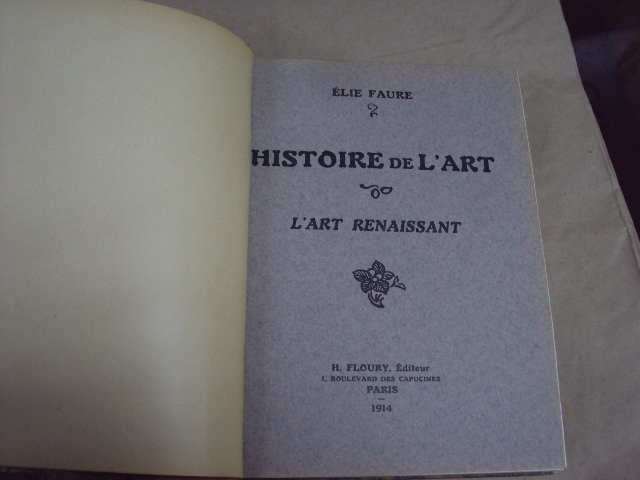 ÉLIE FAURE
HISTOIRE DE L'ART
L'ART RENAISSANT
H. FLOURY, Éditeur
1, BOULEVARD DES CAPUCINES
PARIS
1914